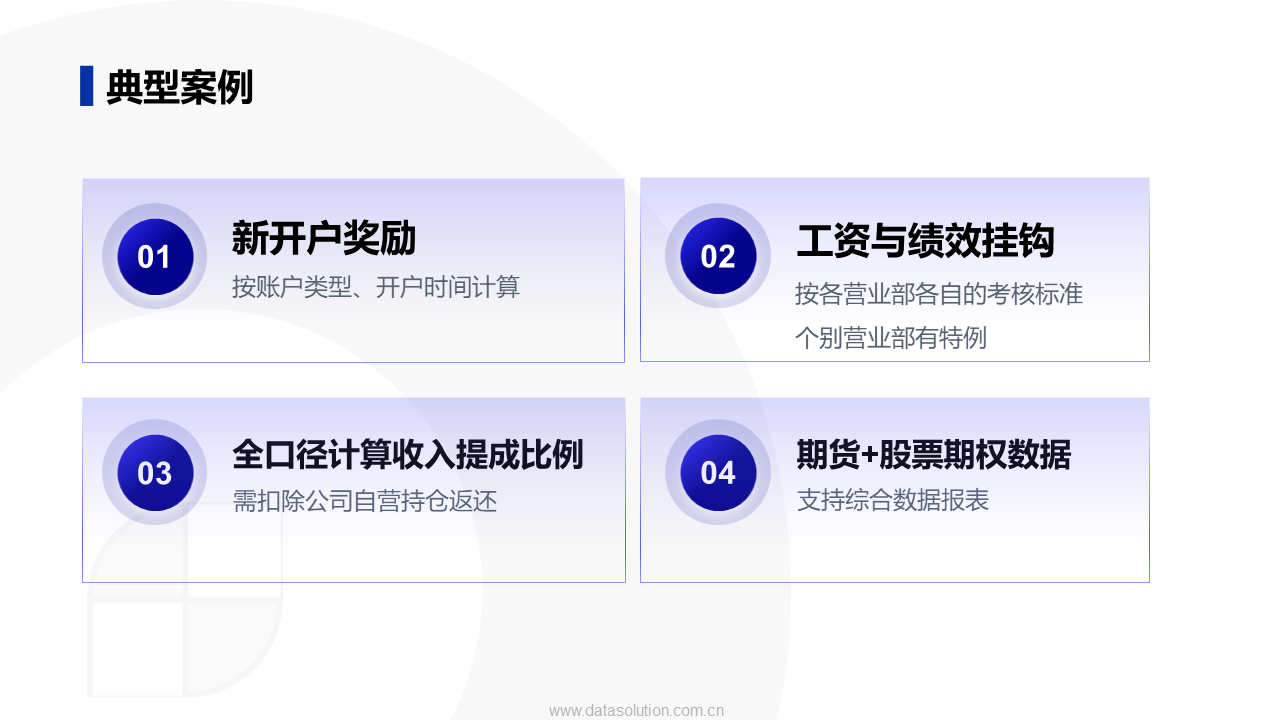 典型案例
01
新开户奖励
按账户类型、开户时间计算
02
工资与绩效挂钩
按各营业部各自的考核标准
个别营业部有特例
03
全口径计算收入提成比例
需扣除公司自营持仓返还
04
期货+股票期权数据
支持综合数据报表
www.datasolution.com.cn